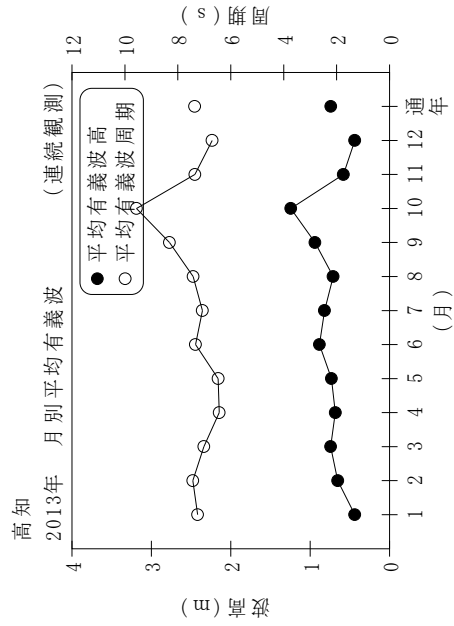 高知
2013年 月別平均有義波 (連続観測)
● 平均有義波高
○ 平均有義波周期
波高(m)
4
3
2
1
0
周期(s)
12
10
8
6
4
2
0
1 2 3 4 5 6 7 8 9 10 11 12 通年
(月)